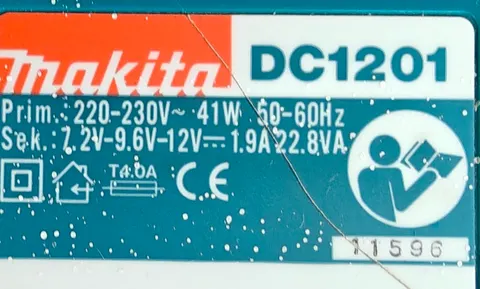 makita DC1201
Prim.: 220-230V~ 41W 50-60Hz
Sek.: 7.2V-9.6V-12V⎓ 1.9A 22.8VA
T4.0A CE
11596